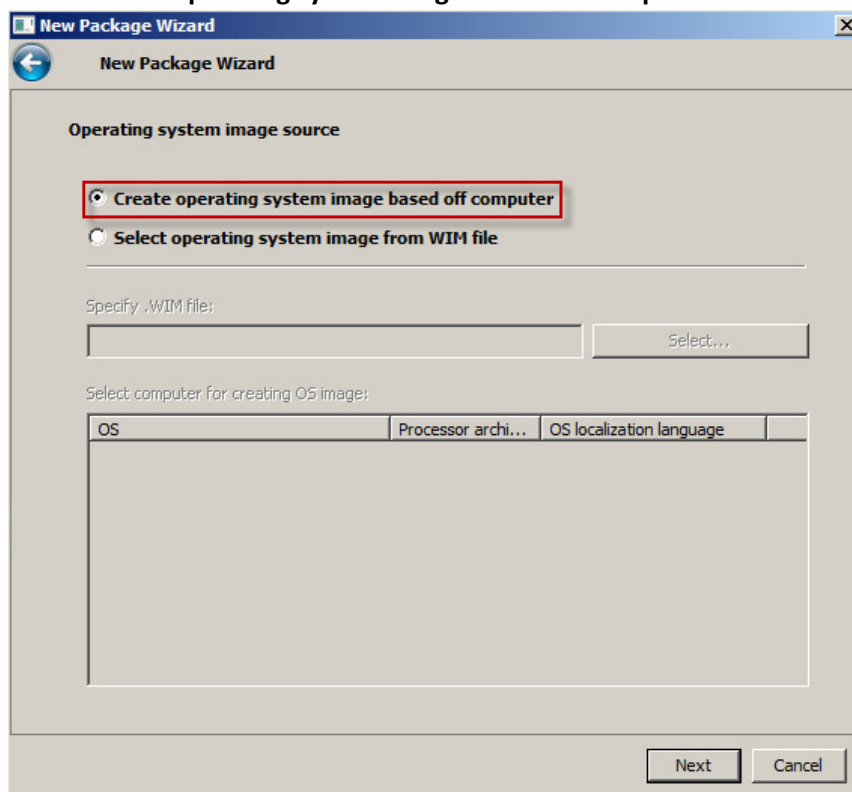 New Package Wizard
New Package Wizard
Operating system image source
Create operating system image based off computer
Select operating system image from WIM file
Specify .WIM file:
Select...
Select computer for creating OS image:
OS Processor archi... OS localization language
Next Cancel